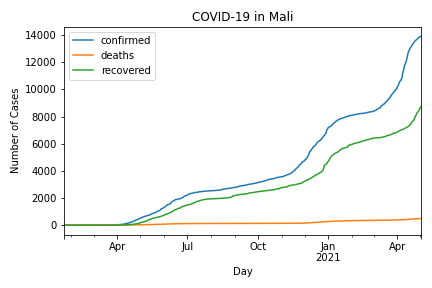 COVID-19 in Mali
confirmed
deaths
recovered
Number of Cases
14000
12000
10000
8000
6000
4000
2000
0
Apr
Jul
Oct
Jan
2021
Apr
Day